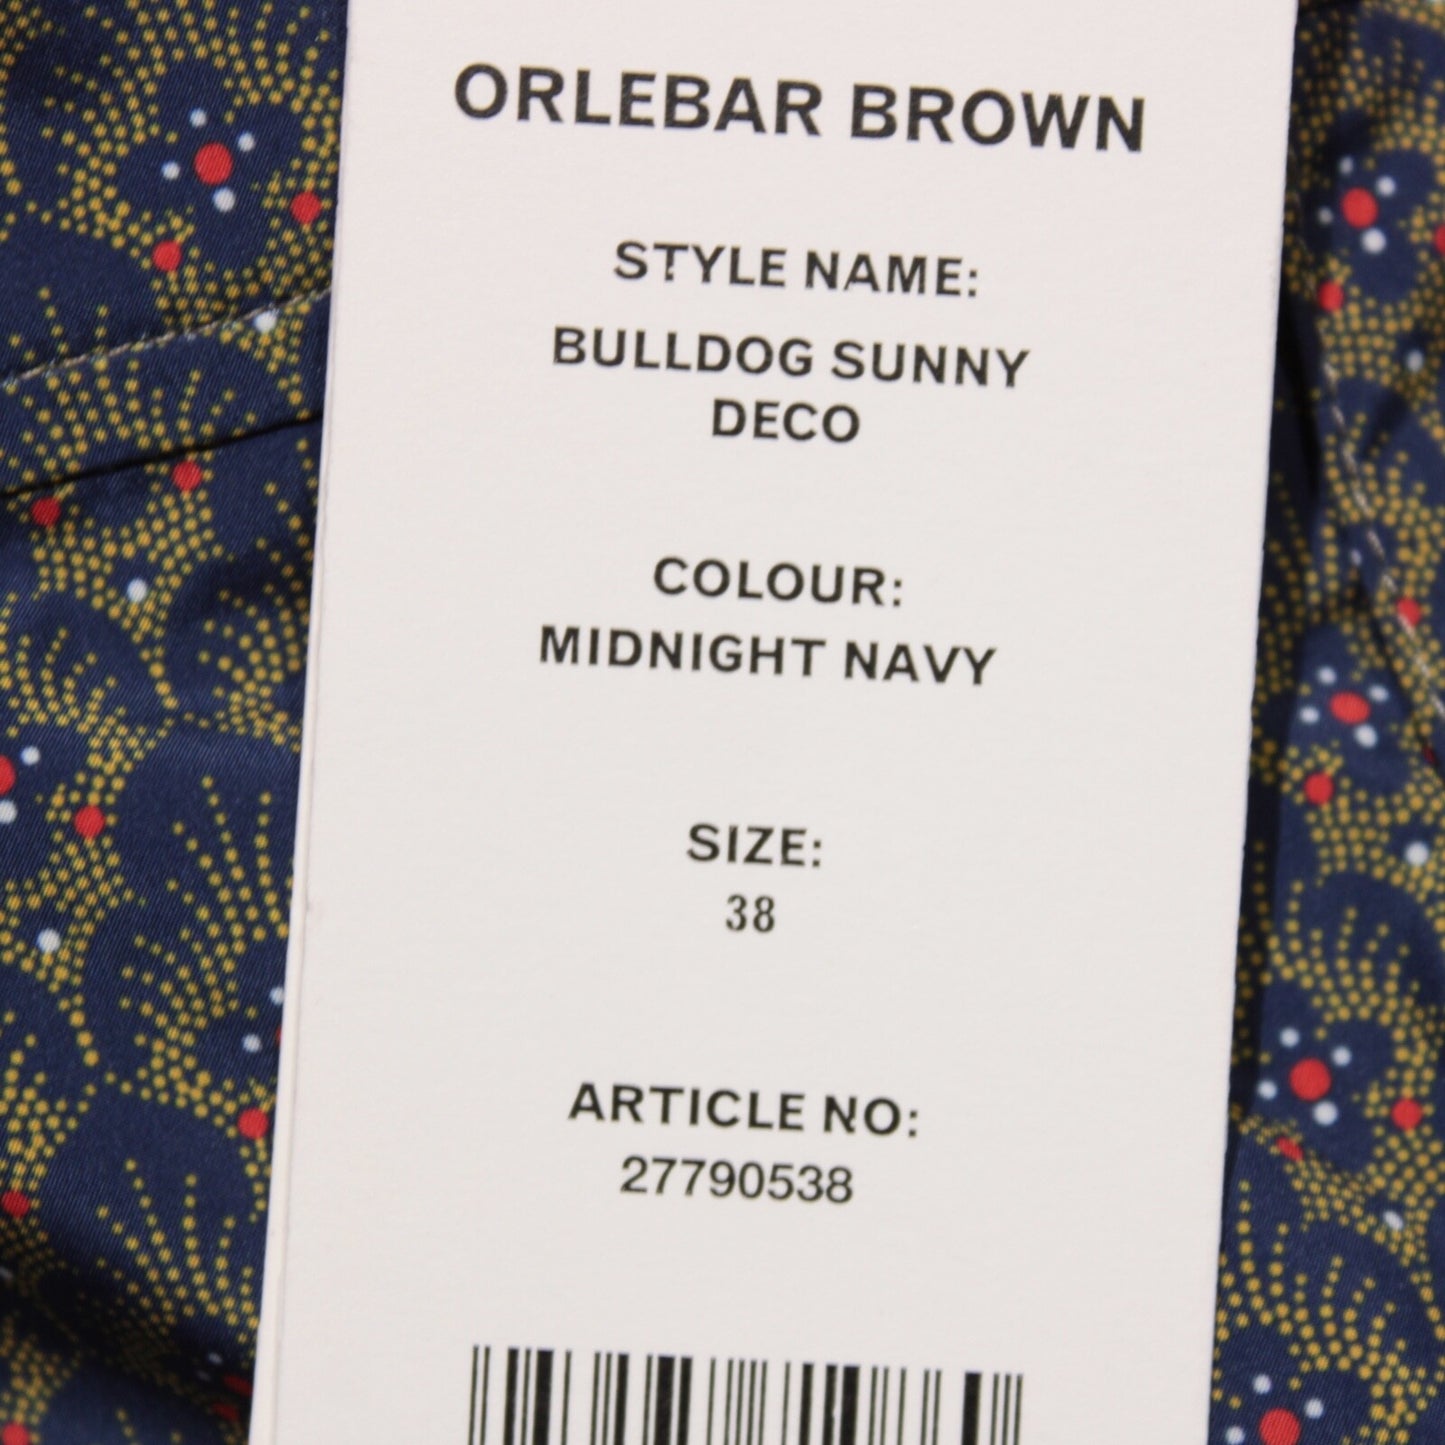 ORLEBAR BROWN
STYLE NAME:
BULLDOG SUNNY
DECO
COLOUR:
MIDNIGHT NAVY
SIZE:
38
ARTICLE NO:
27790538